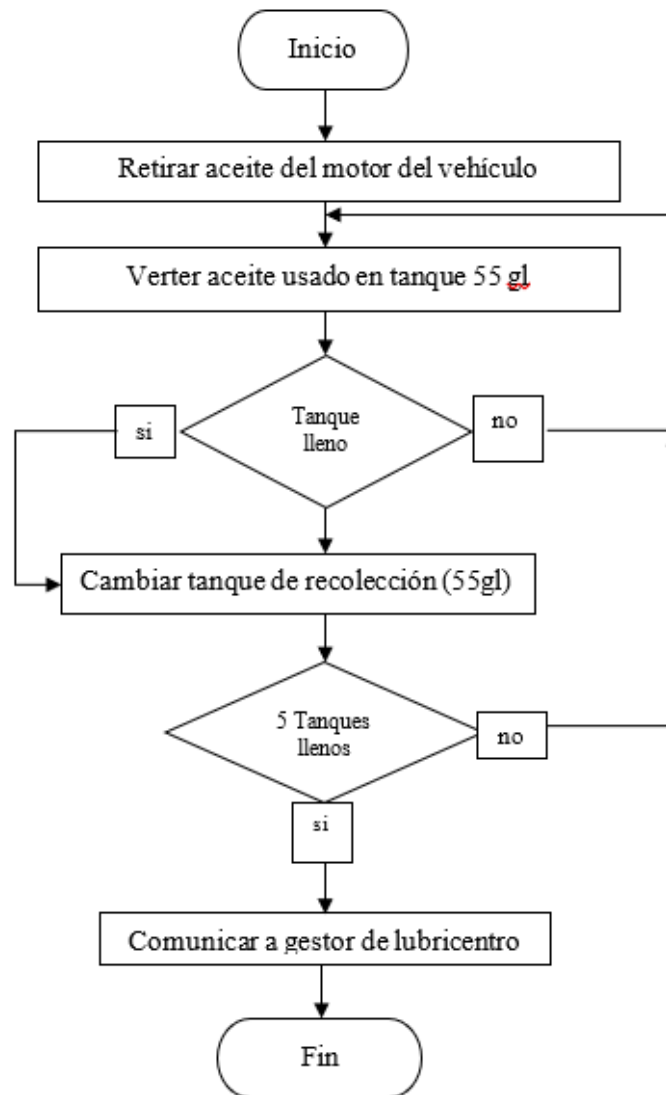 Inicio
Retirar aceite del motor del vehículo
Verter aceite usado en tanque 55 gl
si
Tanque
lleno
no
Cambiar tanque de recolección (55gl)
5 Tanques
llenos
no
si
Comunicar a gestor de lubricentro
Fin